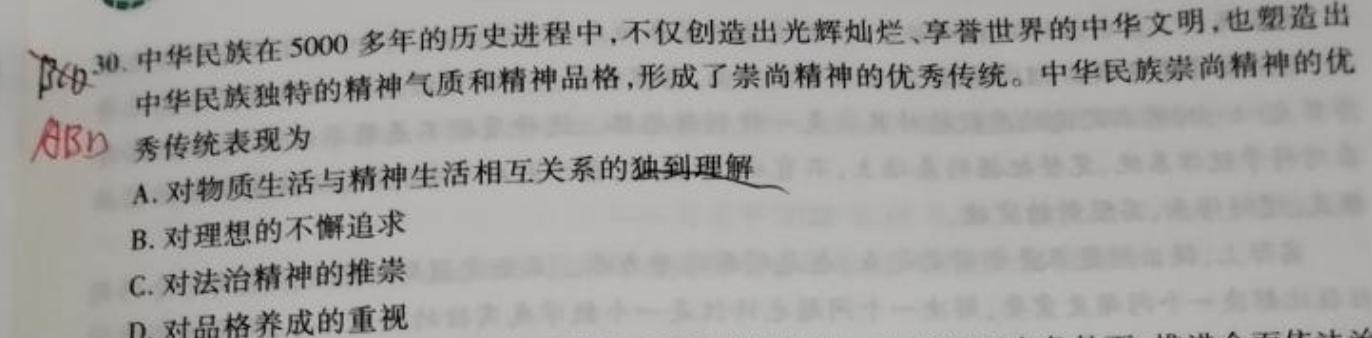 BCD 30. 中华民族在5000多年的历史进程中,不仅创造出光辉灿烂、享誉世界的中华文明,也塑造出
中华民族独特的精神气质和精神品格,形成了崇尚精神的优秀传统。中华民族崇尚精神的优
ABD 秀传统表现为
A. 对物质生活与精神生活相互关系的独到理解
B. 对理想的不懈追求
C. 对法治精神的推崇
D. 对品格养成的重视